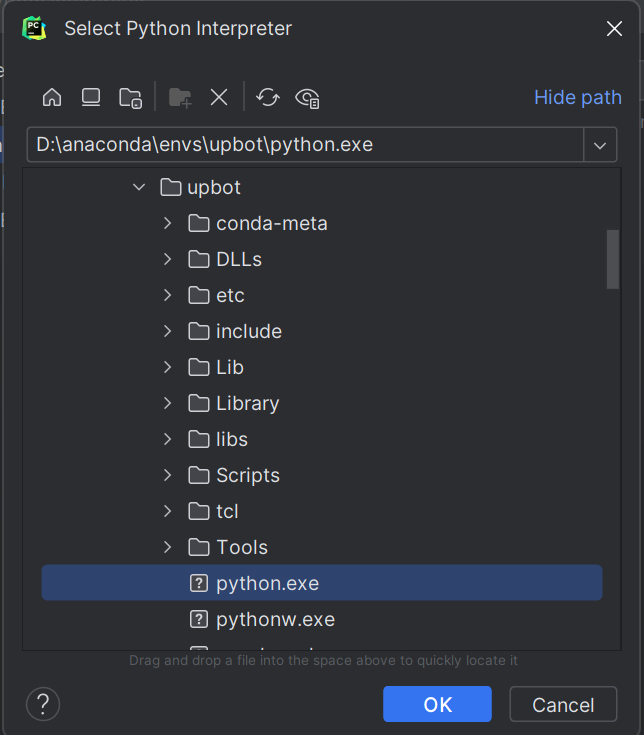 PC
Select Python Interpreter
Hide path
D:\anaconda\envs\upbot\python.exe
upbot
conda-meta
DLLs
etc
include
Lib
Library
libs
Scripts
tcl
Tools
? python.exe
? pythonw.exe
Drag and drop a file into the space above to quickly locate it
? OK Cancel